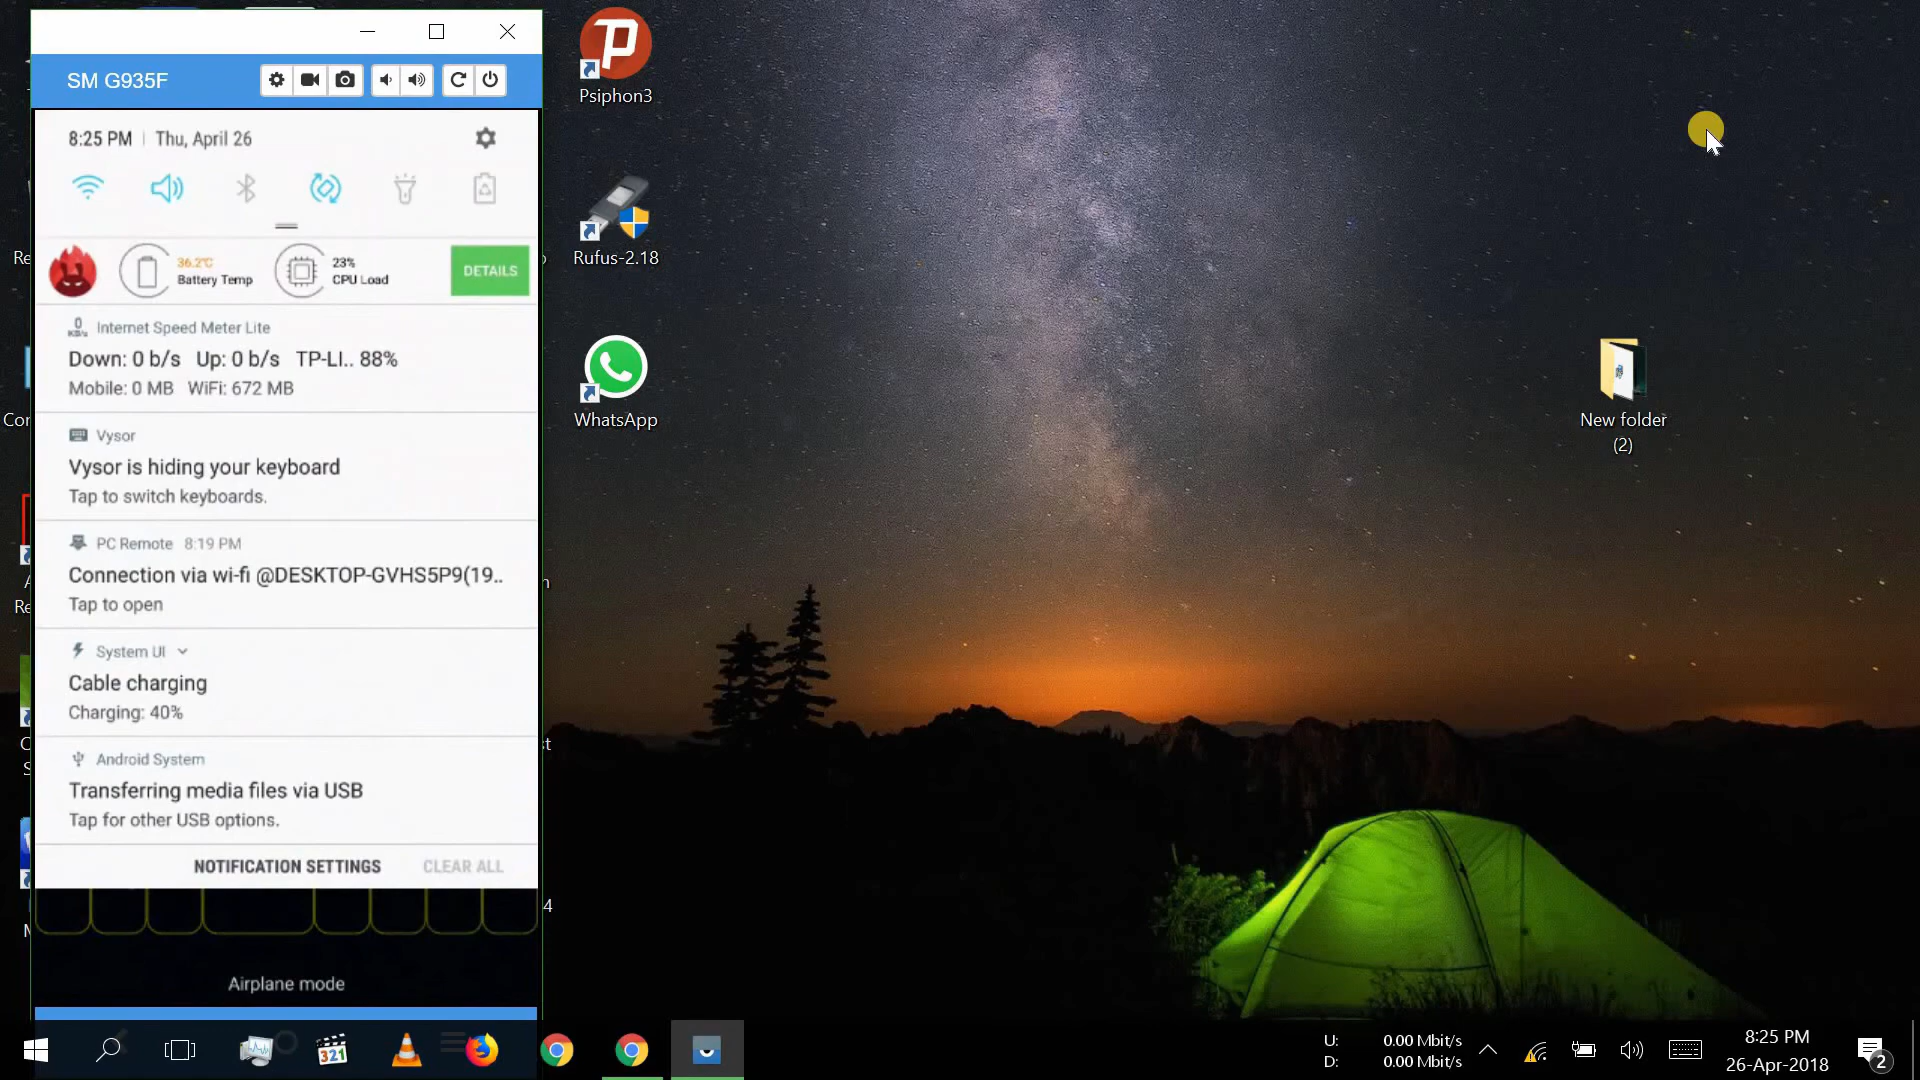 SM G935F
8:25 PM Thu, April 26
36.2°C
Battery Temp
23%
CPU Load
DETAILS
0
KB/s
Internet Speed Meter Lite
Down: 0 b/s Up: 0 b/s TP-LI.. 88%
Mobile: 0 MB WiFi: 672 MB
Vysor
Vysor is hiding your keyboard
Tap to switch keyboards.
PC Remote 8:19 PM
Connection via wi-fi @DESKTOP-GVHS5P9(19..
Tap to open
System UI
Cable charging
Charging: 40%
Android System
Transferring media files via USB
Tap for other USB options.
NOTIFICATION SETTINGS CLEAR ALL
Airplane mode
Psiphon3
Rufus-2.18
WhatsApp
New folder
(2)
321
U: 0.00 Mbit/s
D: 0.00 Mbit/s
8:25 PM
26-Apr-2018
2